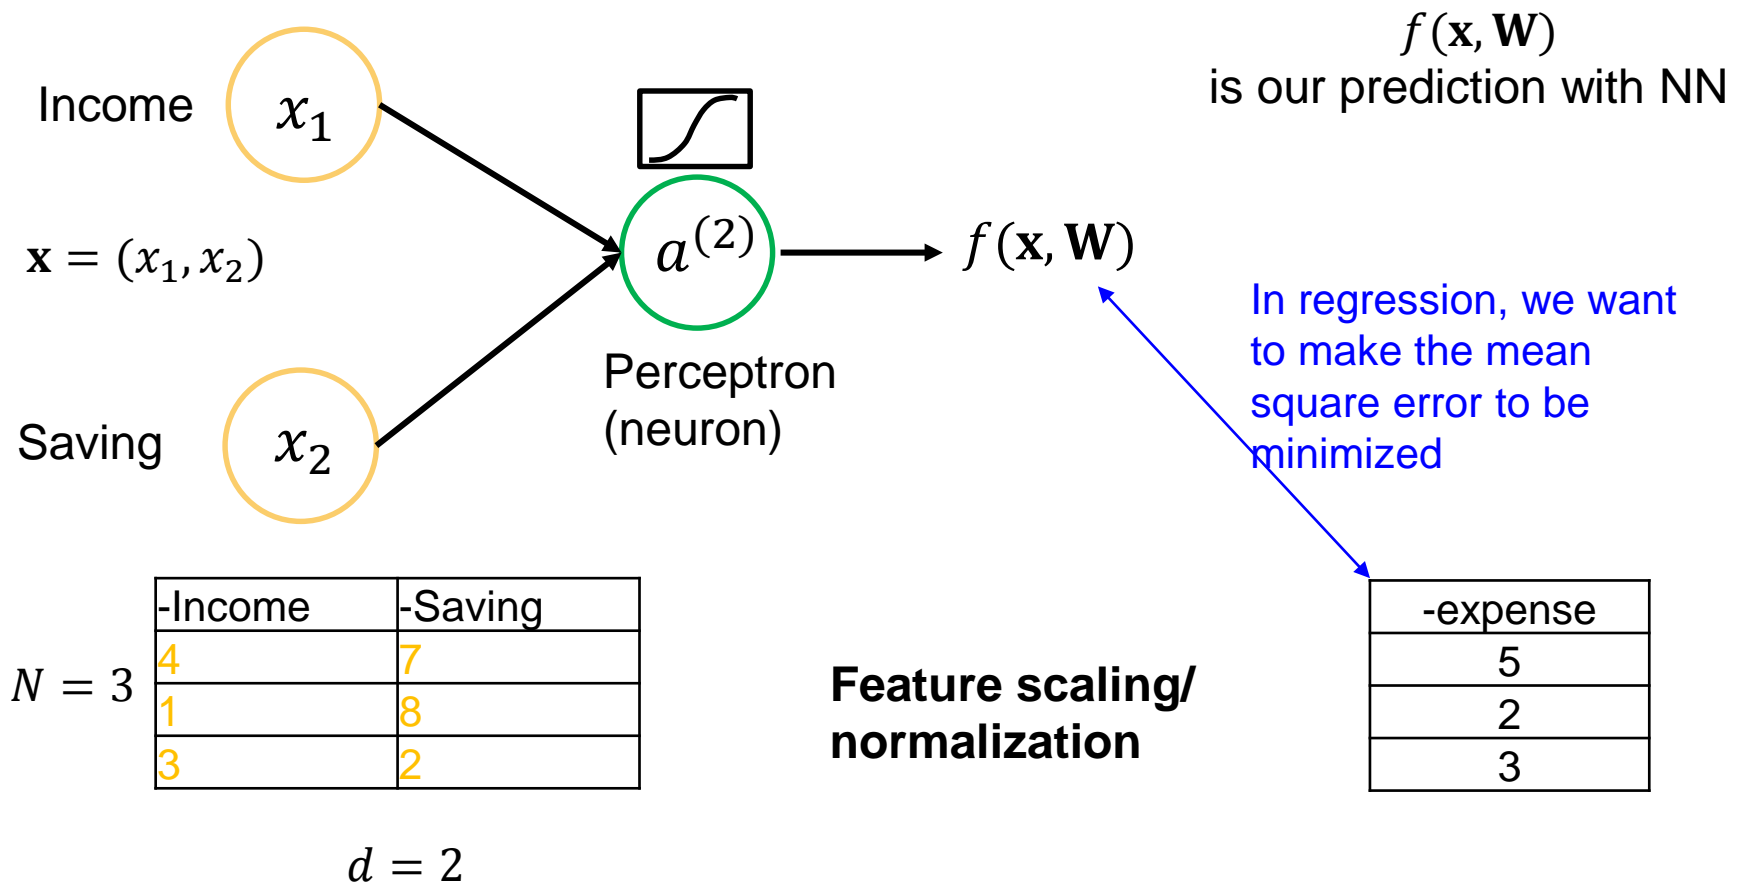 f(x, W)
is our prediction with NN
Income
x₁
x = (x₁, x₂)
a⁽²⁾
f(x, W)
Perceptron
(neuron)
Saving
x₂
In regression, we want
to make the mean
square error to be
minimized
N = 3
-Income -Saving
4 7
1 8
3 2
d = 2
Feature scaling/
normalization
-expense
5
2
3